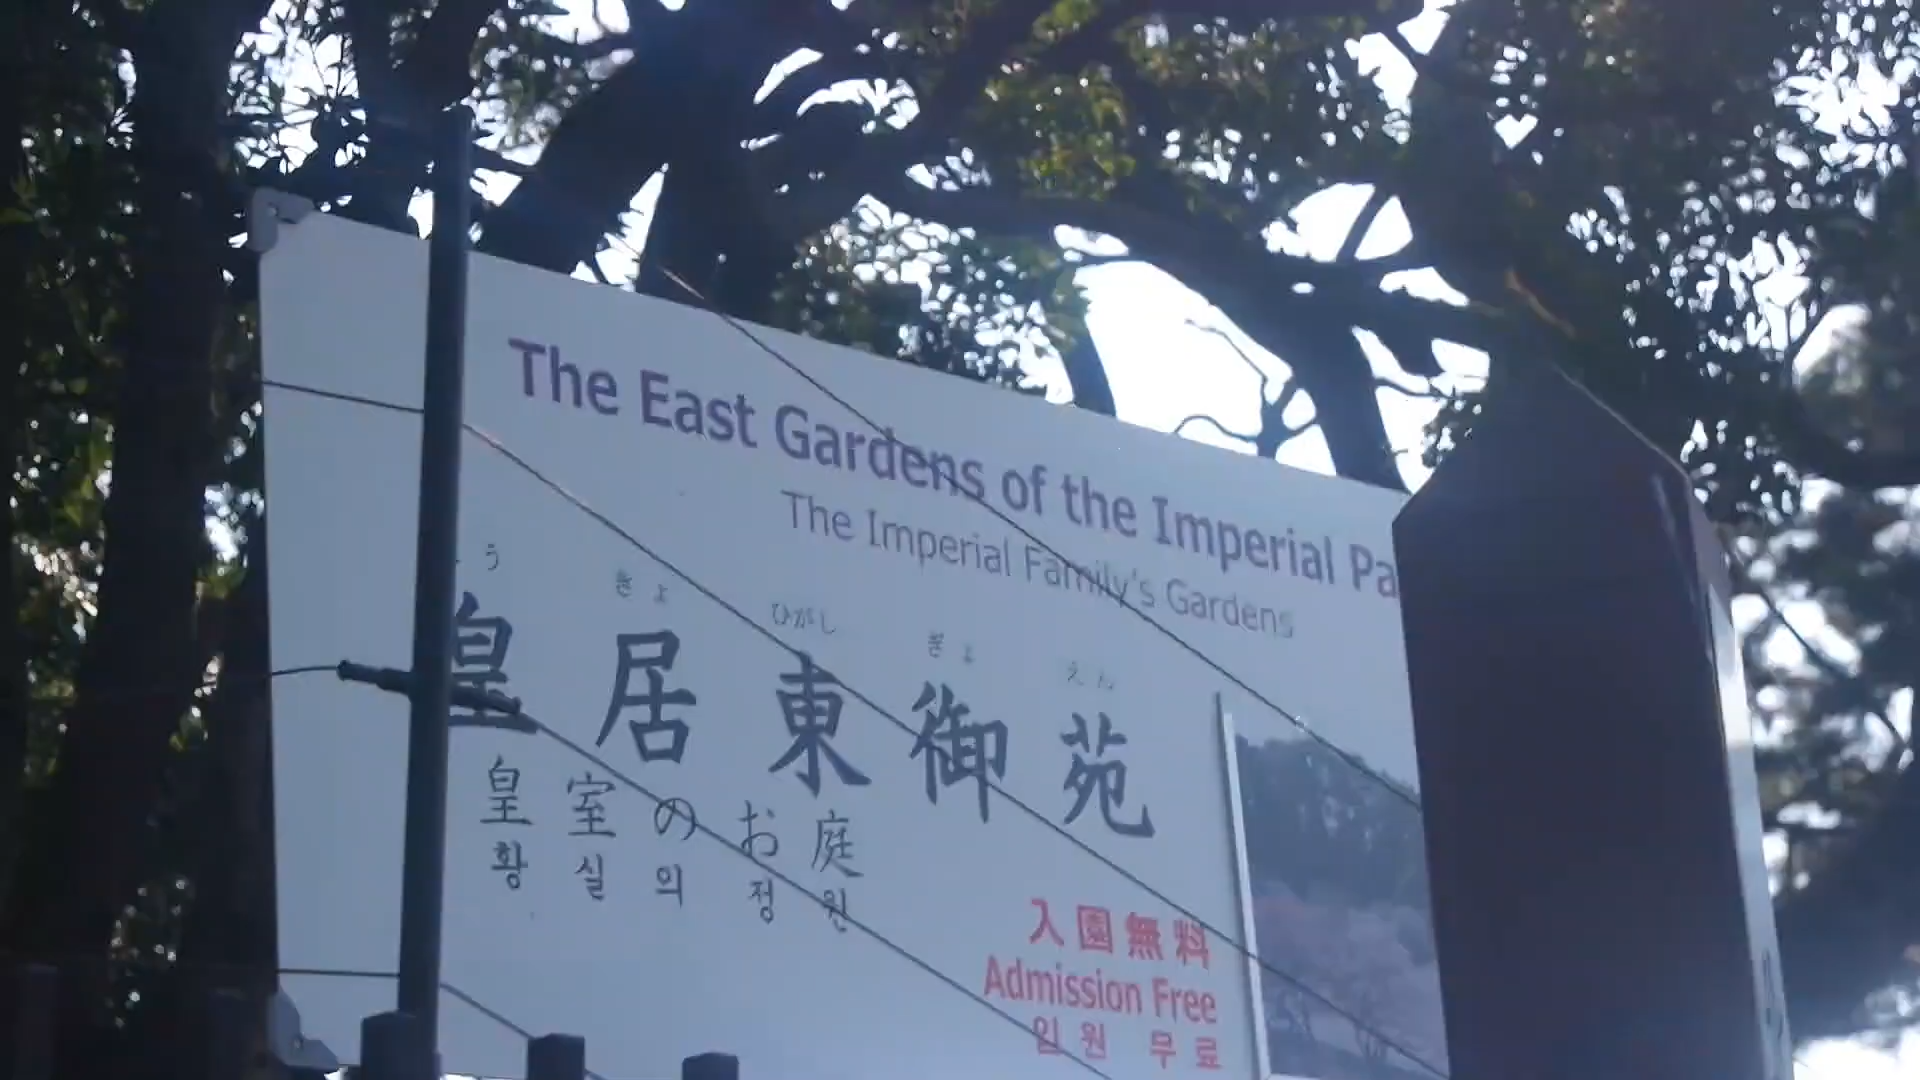 The East Gardens of the Imperial Pa
The Imperial Family's Gardens
う きょ ひがし ぎょ えん
皇居東御苑
皇室のお庭
황실의 정원
入園無料
Admission Free
입원 무료